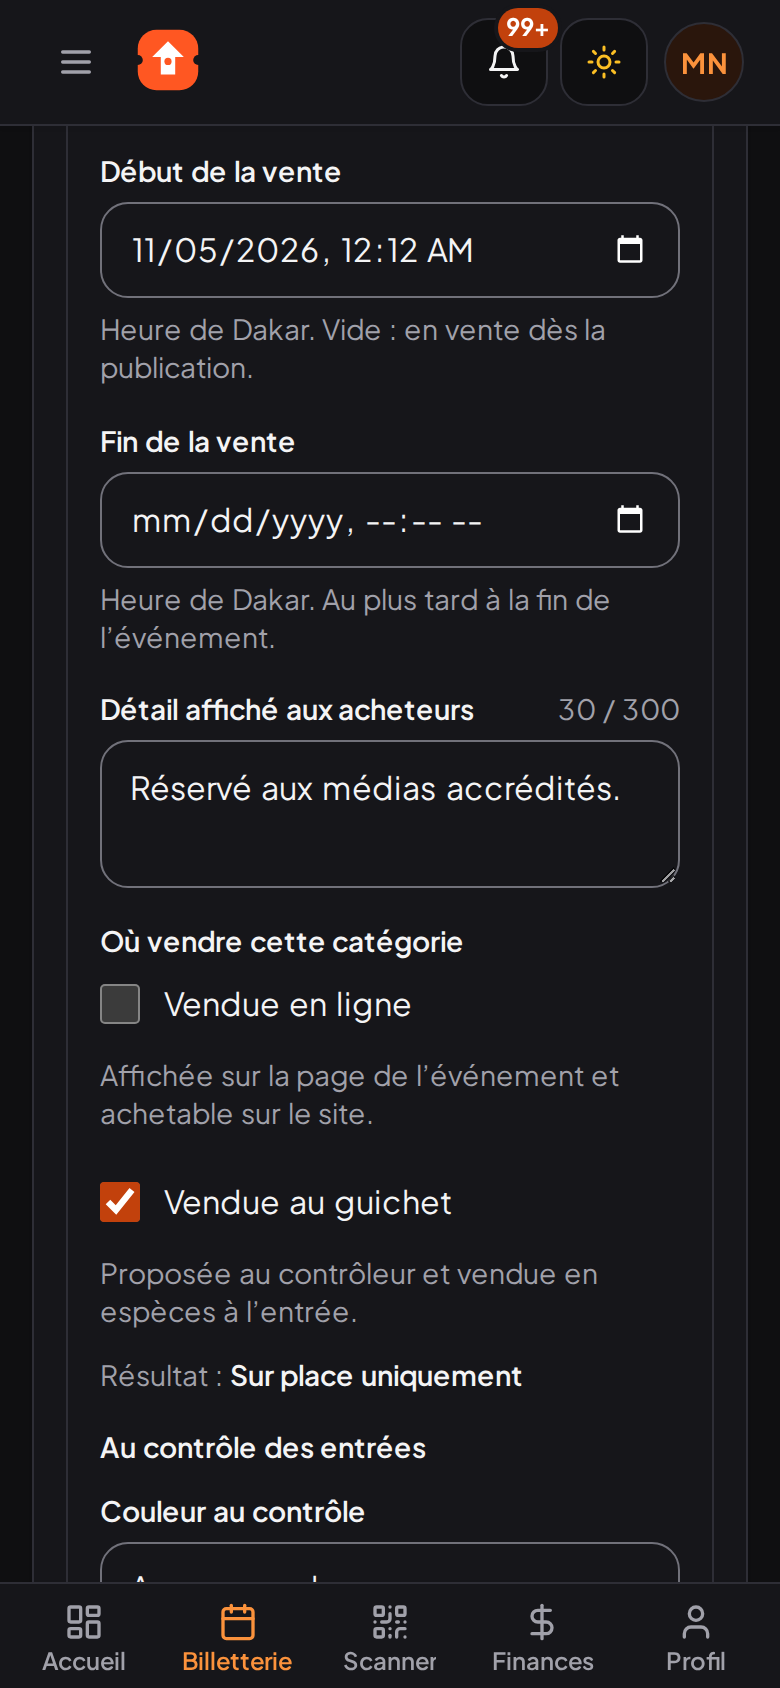 99+
MN
Début de la vente
11/05/2026, 12:12 AM
Heure de Dakar. Vide : en vente dès la
publication.
Fin de la vente
mm/dd/yyyy, --:-- --
Heure de Dakar. Au plus tard à la fin de
l’événement.
Détail affiché aux acheteurs 30 / 300
Réservé aux médias accrédités.
Où vendre cette catégorie
Vendue en ligne
Affichée sur la page de l’événement et
achetable sur le site.
Vendue au guichet
Proposée au contrôleur et vendue en
espèces à l’entrée.
Résultat : Sur place uniquement
Au contrôle des entrées
Couleur au contrôle
Accueil Billetterie Scanner Finances Profil